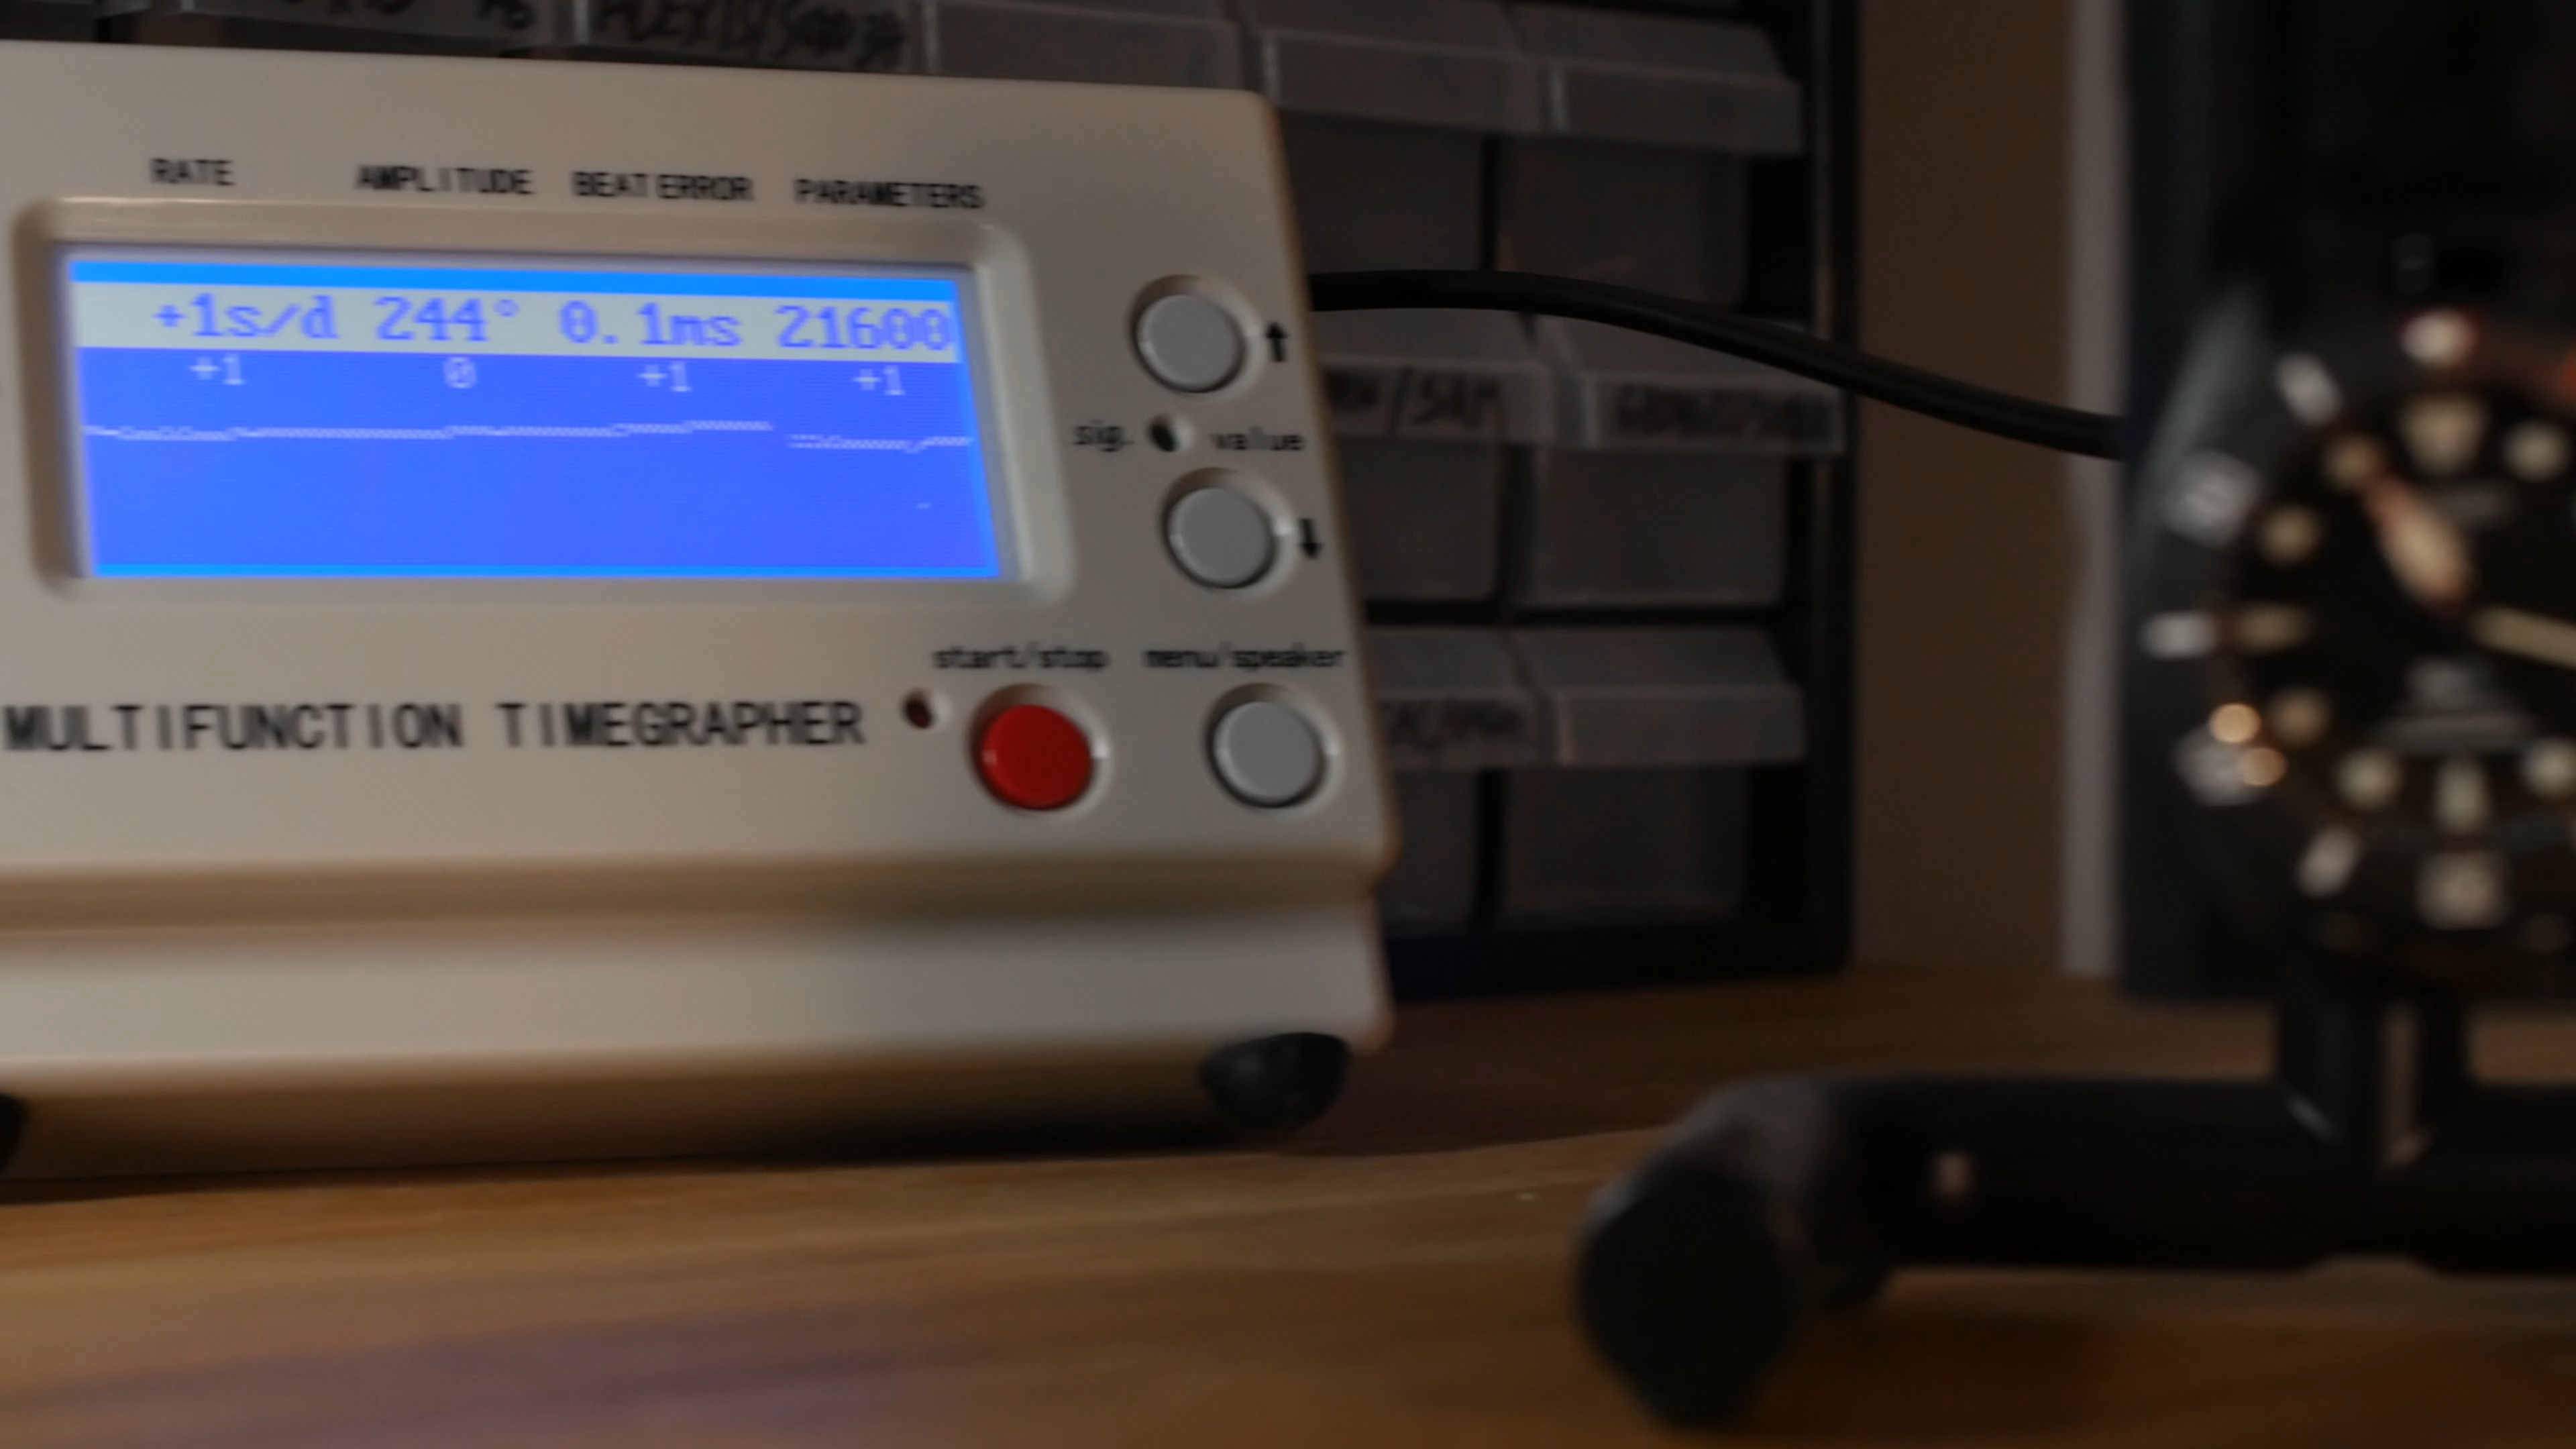 RATE AMPLITUDE BEAT ERROR PARAMETERS
+1s/d 244° 0.1ms 21600
+1 0 +1 +1
sig. value
start/stop menu/speaker
MULTIFUNCTION TIMEGRAPHER